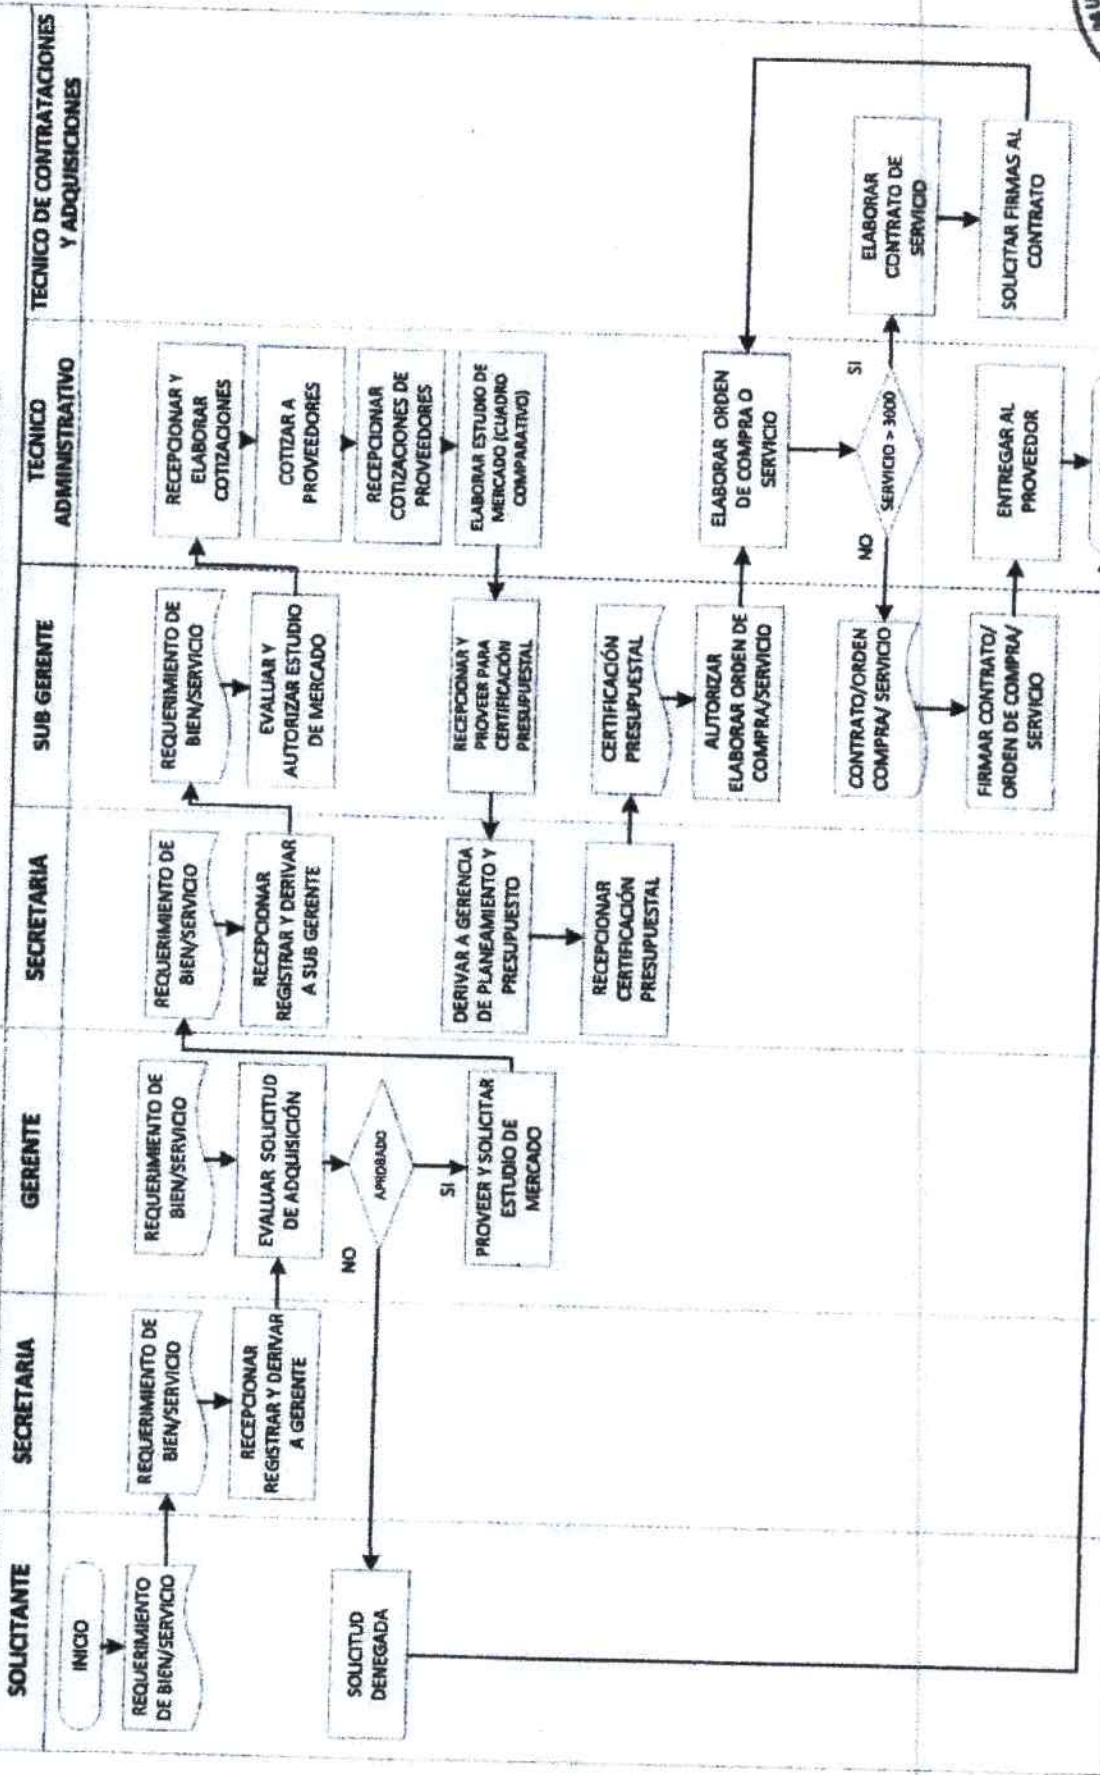 SOLICITANTE
SECRETARIA
GERENTE
SECRETARIA
SUB GERENTE
TECNICO
ADMINISTRATIVO
TECNICO DE CONTRATACIONES
Y ADQUISICIONES
INICIO
REQUERIMIENTO
DE BIEN/SERVICIO
SOLICITUD
DENEGADA
REQUERIMIENTO DE
BIEN/SERVICIO
RECEPCIONAR
REGISTRAR Y DERIVAR
A GERENTE
REQUERIMIENTO DE
BIEN/SERVICIO
EVALUAR SOLICITUD
DE ADQUISICIÓN
APROBADO
NO
SI
PROVEER Y SOLICITAR
ESTUDIO DE
MERCADO
REQUERIMIENTO DE
BIEN/SERVICIO
RECEPCIONAR
REGISTRAR Y DERIVAR
A SUB GERENTE
DERIVAR A GERENCIA
DE PLANEAMIENTO Y
PRESUPUESTO
RECEPCIONAR
CERTIFICACIÓN
PRESUPUESTAL
REQUERIMIENTO DE
BIEN/SERVICIO
EVALUAR Y
AUTORIZAR ESTUDIO
DE MERCADO
RECEPCIONAR Y
PROVEER PARA
CERTIFICACIÓN
PRESUPUESTAL
CERTIFICACIÓN
PRESUPUESTAL
AUTORIZAR
ELABORAR ORDEN DE
COMPRA/SERVICIO
CONTRATO/ORDEN
COMPRA/ SERVICIO
FIRMAR CONTRATO/
ORDEN DE COMPRA/
SERVICIO
RECEPCIONAR Y
ELABORAR
COTIZACIONES
COTIZAR A
PROVEEDORES
RECEPCIONAR
COTIZACIONES DE
PROVEEDORES
ELABORAR ESTUDIO DE
MERCADO (CUADRO
COMPARATIVO)
ELABORAR ORDEN
DE COMPRA O
SERVICIO
SERVICIO > 3000
NO
SI
ENTREGAR AL
PROVEEDOR
ELABORAR
CONTRATO DE
SERVICIO
SOLICITAR FIRMAS AL
CONTRATO